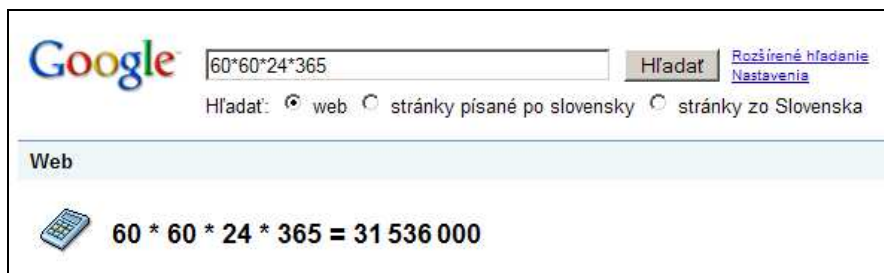 Google
60*60*24*365 Hľadať Rozšírené hľadanie
Nastavenia
Hľadať: web stránky písané po slovensky stránky zo Slovenska
Web
60 * 60 * 24 * 365 = 31 536 000